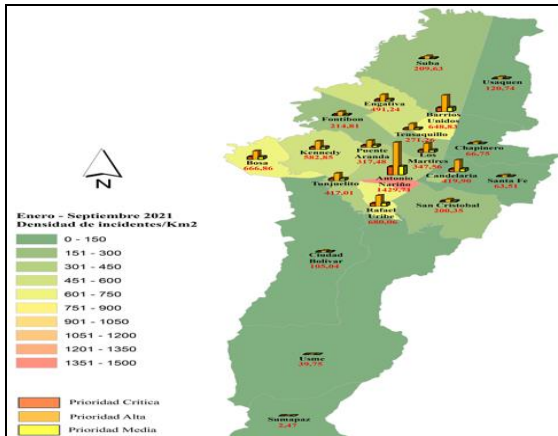 Suba
209,63
Usaquen
120,74
Engativa
491,24
Barrios
Unidos
648,83
Fontibon
214,81
Teusaquillo
271,26
Chapinero
66,75
Kennedy
582,85
Puente
Aranda
317,48
Los
Martires
347,56
Bosa
666,86
Candelaria
419,90
Santa Fe
63,51
Tunjuelito
417,01
Antonio
Nariño
1429,71
Rafael
Uribe
600,06
San Cristobal
200,35
N
Enero - Septiembre 2021
Densidad de incidentes/Km2
0 - 150
151 - 300
301 - 450
451 - 600
601 - 750
751 - 900
901 - 1050
1051 - 1200
1201 - 1350
1351 - 1500
Ciudad
Bolivar
105,04
Usme
39,75
Prioridad Crítica
Prioridad Alta
Prioridad Media
Sumapaz
2,47